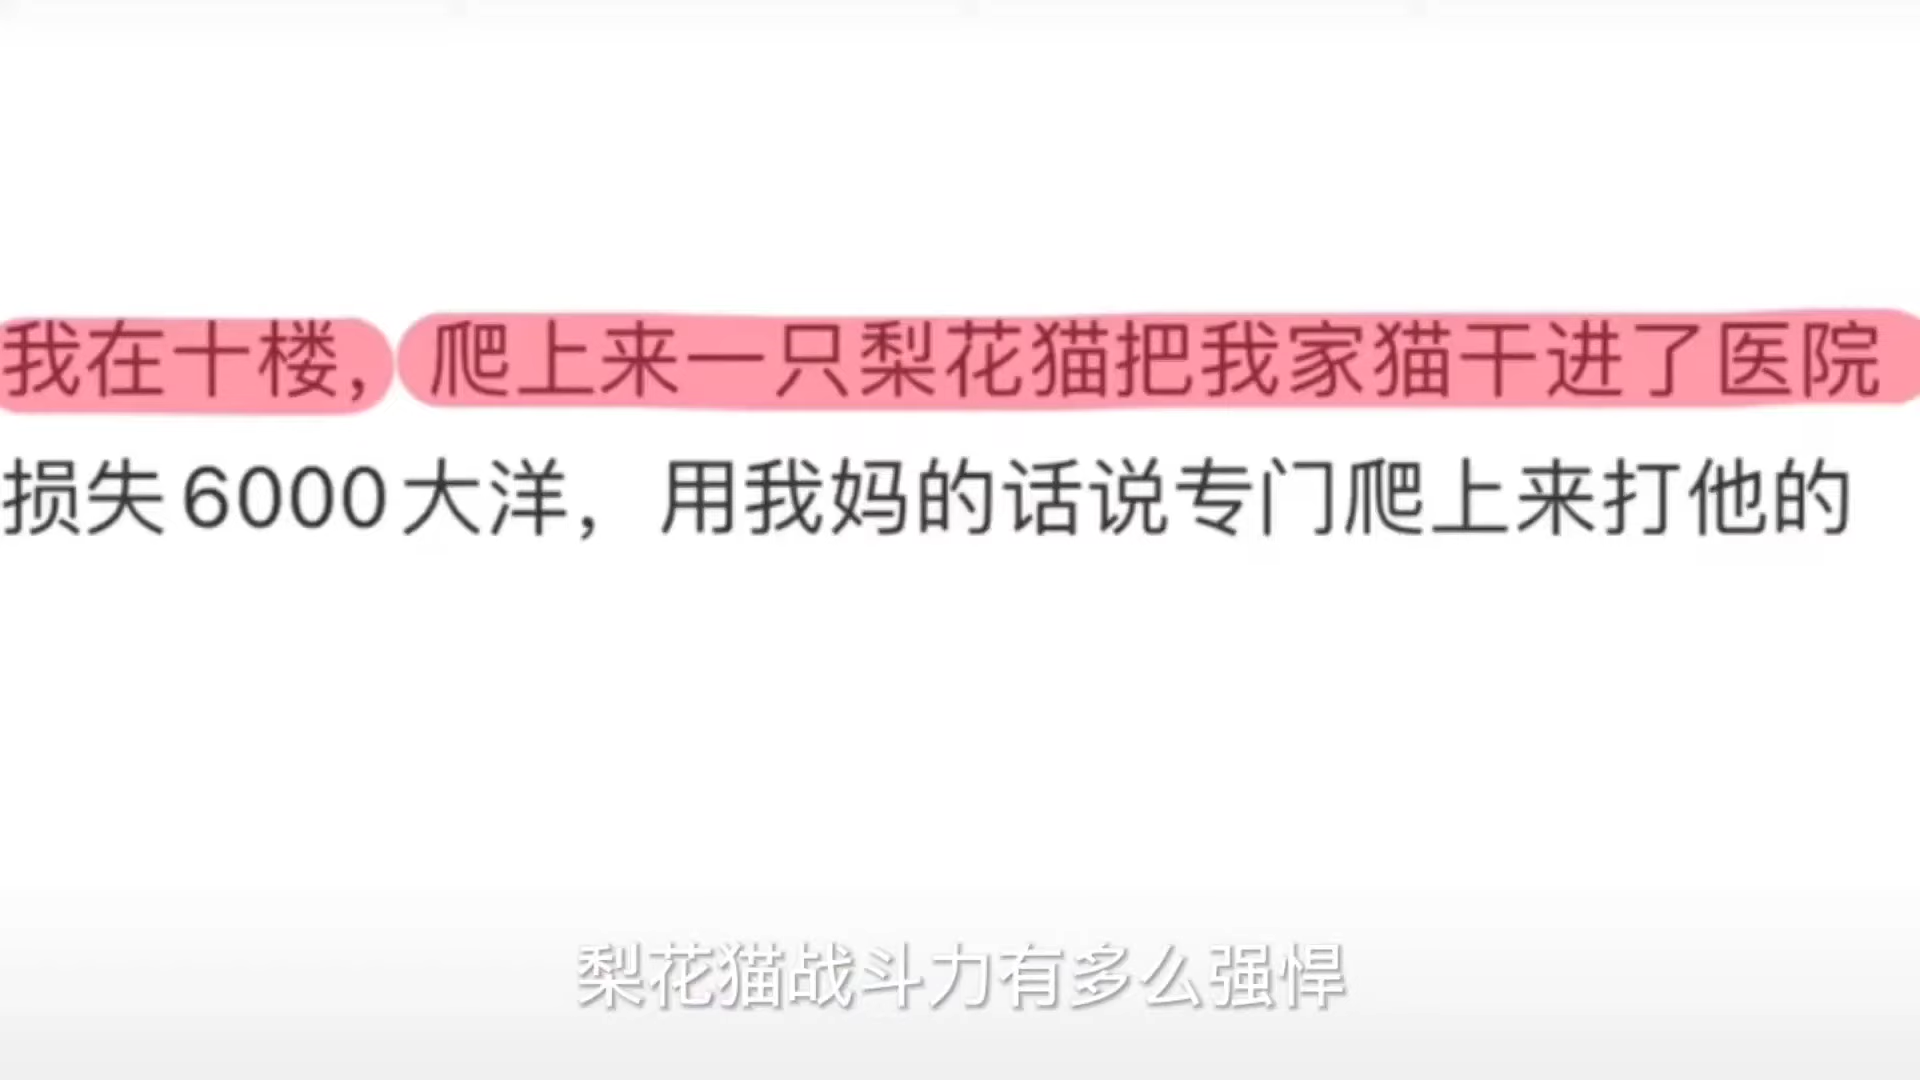 我在十楼，爬上来一只梨花猫把我家猫干进了医院
损失6000大洋，用我妈的话说专门爬上来打他的
梨花猫战斗力有多么强悍